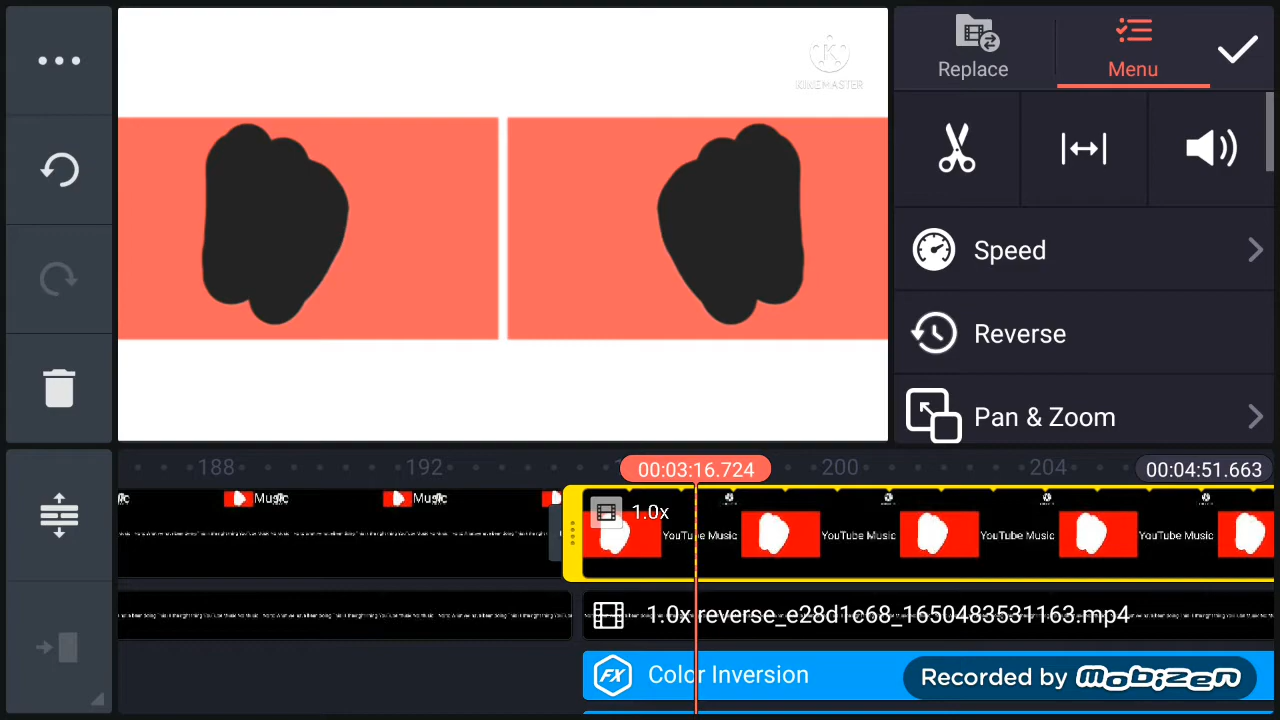 KINEMASTER
Replace
Menu
Speed
Reverse
Pan & Zoom
188
192
00:03:16.724
200
204
00:04:51.663
Music
Music
1.0x
YouTube Music
YouTube Music
YouTube Music
YouTube Music
1.0x reverse_e28d1c68_1650483531163.mp4
Color Inversion
Recorded by mobizen